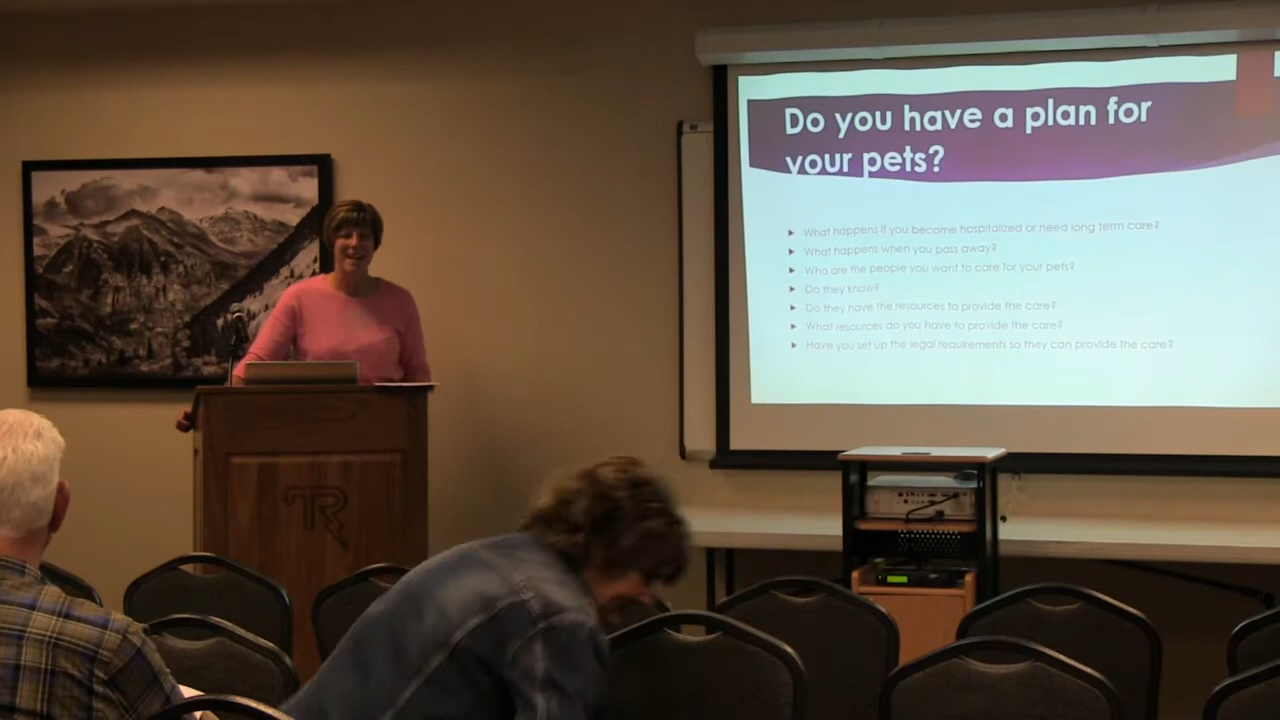 Do you have a plan for
your pets?
What happens if you become hospitalized or need long term care?
What happens when you pass away?
Who are the people you want to care for your pets?
Do they know?
Do they have the resources to provide the care?
What resources do you have to provide the care?
Have you set up the legal requirements so they can provide the care?
TR